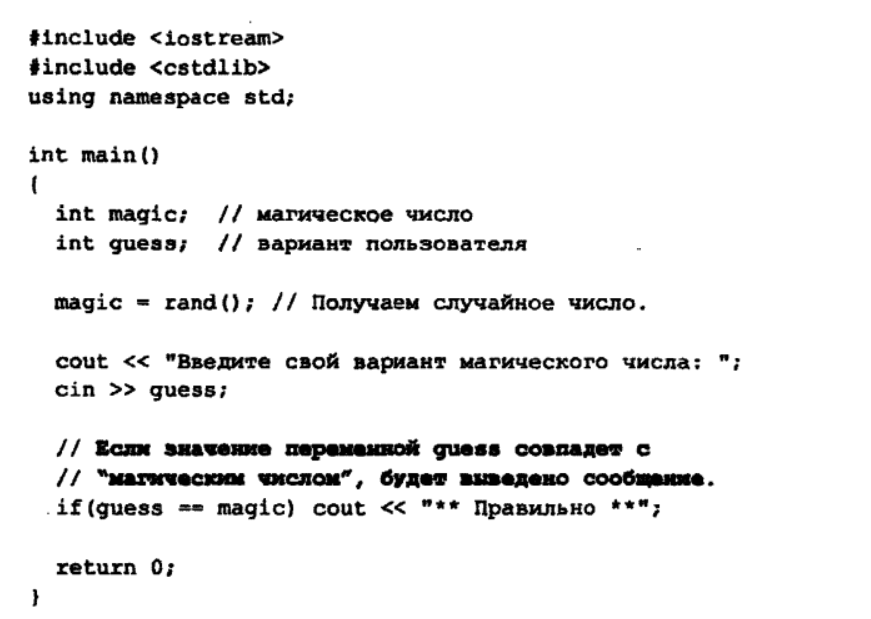 #include <iostream>
#include <cstdlib>
using namespace std;
int main()
{
int magic; // магическое число
int guess; // вариант пользователя
magic = rand(); // Получаем случайное число.
cout << "Введите свой вариант магического числа: ";
cin >> guess;
// Если значение переменной guess совпадет с
// "магическим числом", будет выведено сообщение.
if(guess == magic) cout << "** Правильно **";
return 0;
}